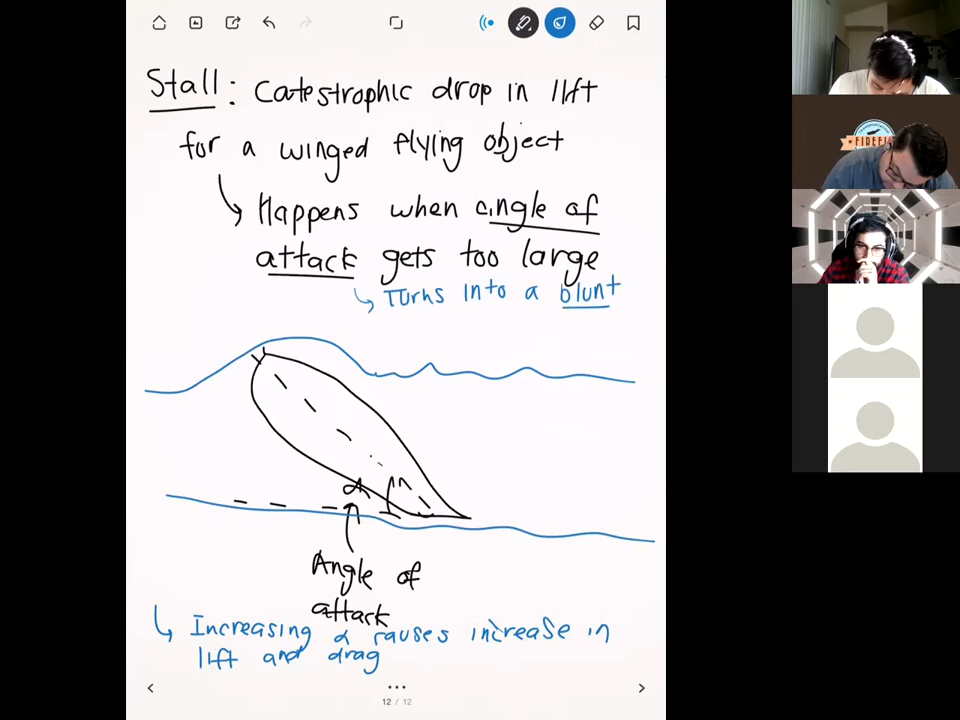 Stall: Catestrophic drop in lift
for a winged flying object
Happens when angle of
attack gets too large
Turns into a blunt
α
Angle of
attack
Increasing α causes increase in
lift and drag
12 / 12